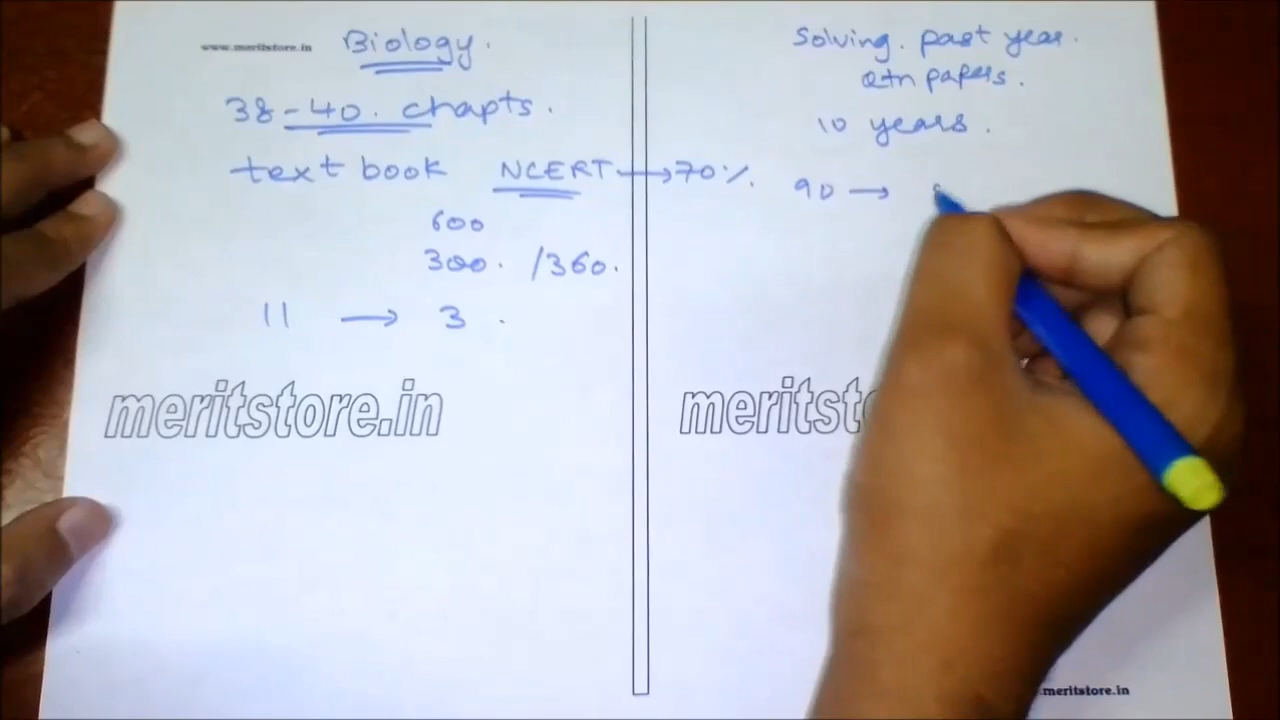 www.meritstore.in Biology.
38-40. chapts.
text book NCERT → 70%.
600
300. /360.
11 → 3.
meritstore.in
Solving. past year.
Qtn papers.
10 years.
90 →
meritst
meritstore.in